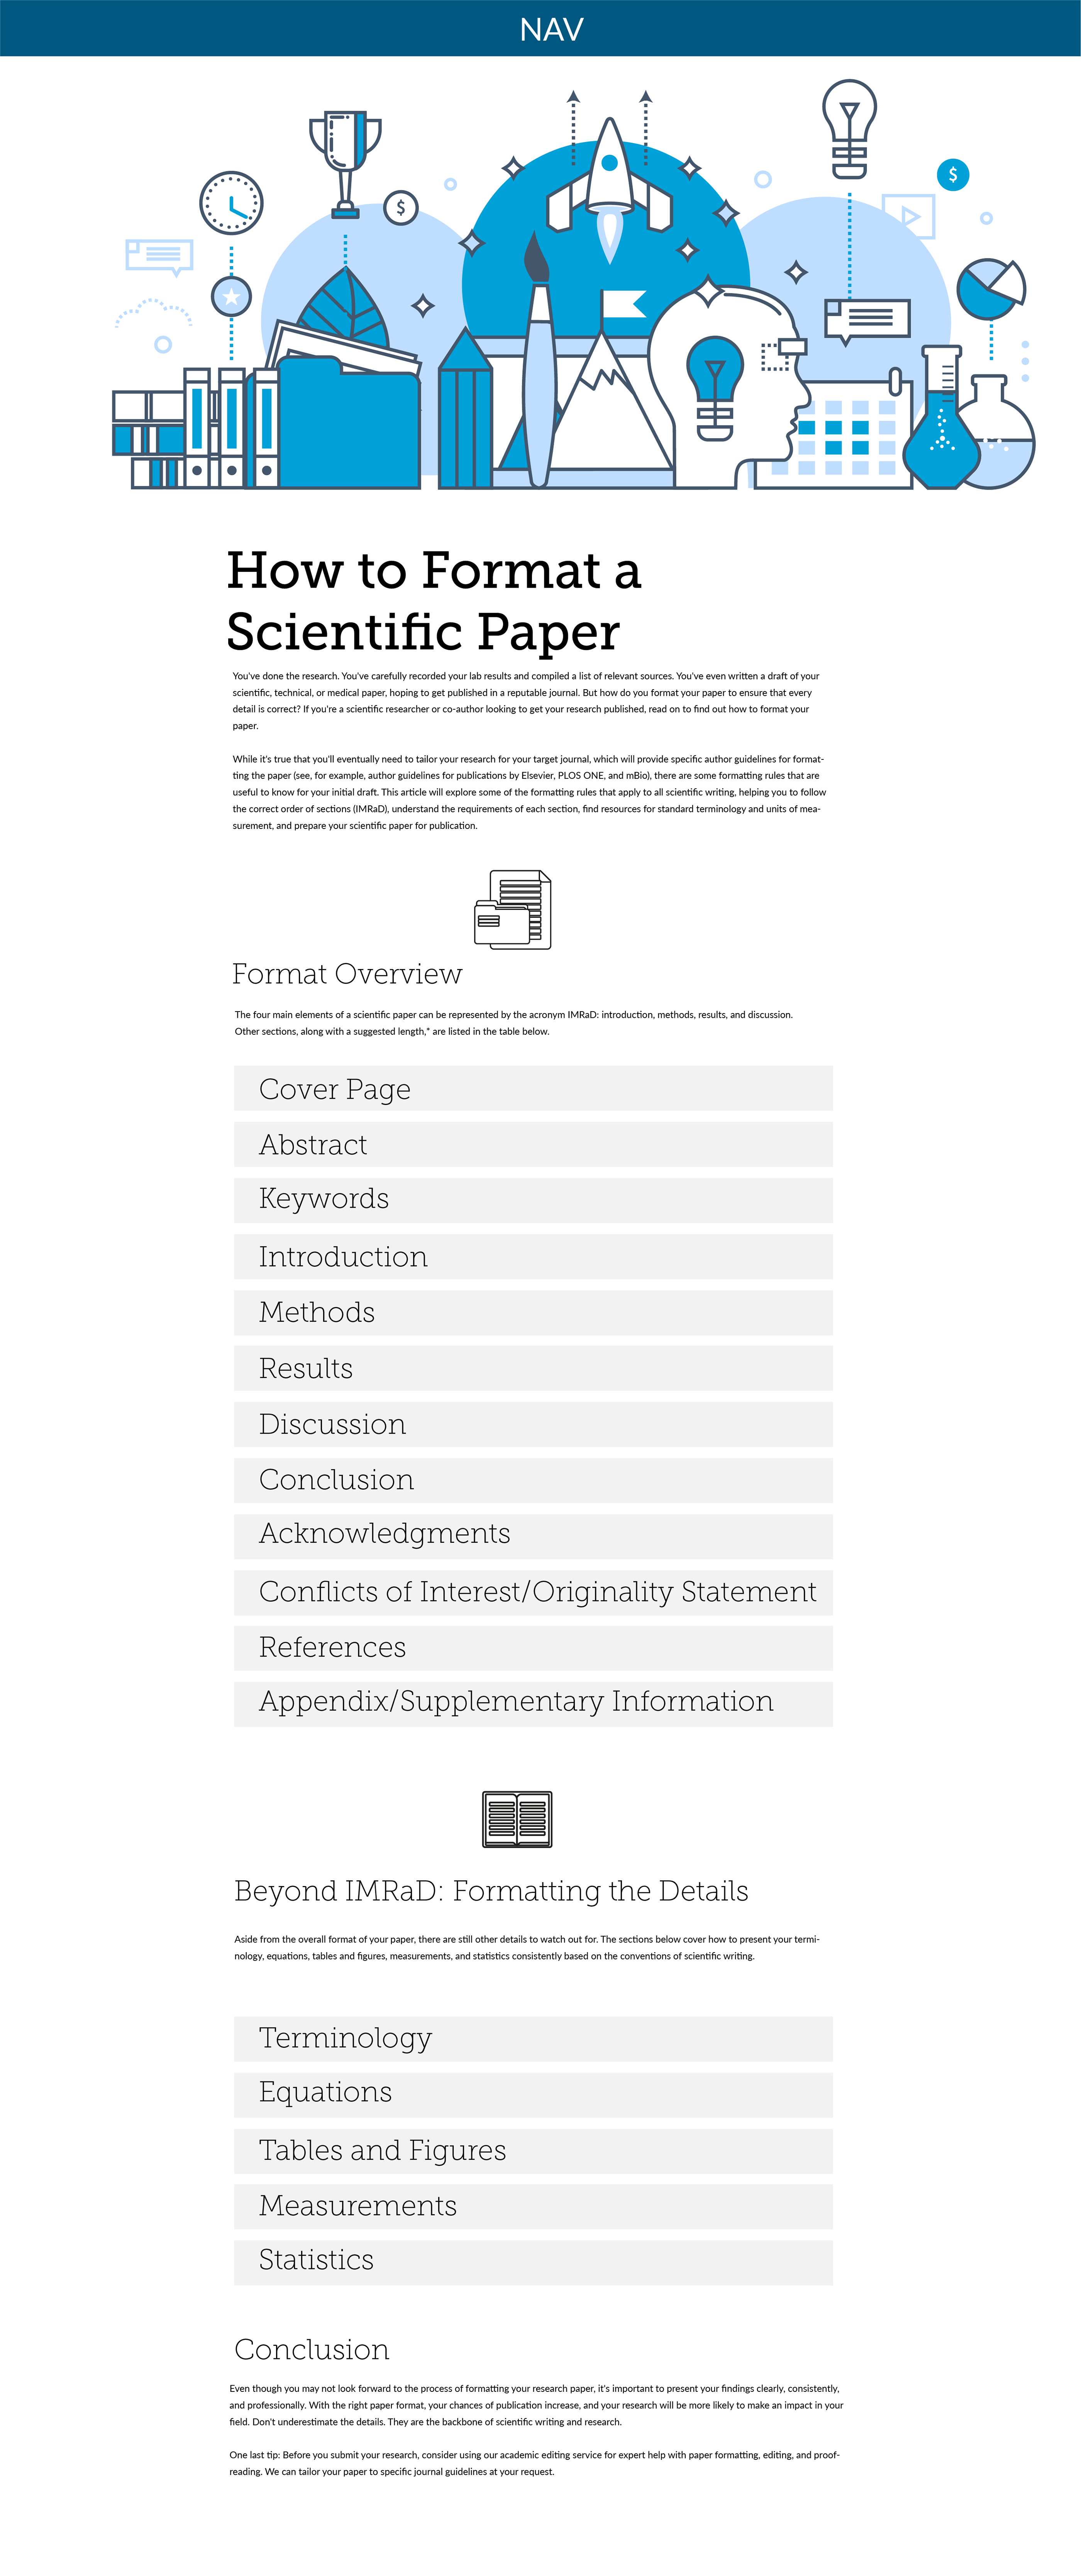 NAV
$
$
How to Format a
Scientific Paper
You've done the research. You've carefully recorded your lab results and compiled a list of relevant sources. You've even written a draft of your
scientific, technical, or medical paper, hoping to get published in a reputable journal. But how do you format your paper to ensure that every
detail is correct? If you're a scientific researcher or co-author looking to get your research published, read on to find out how to format your
paper.
While it's true that you'll eventually need to tailor your research for your target journal, which will provide specific author guidelines for format-
ting the paper (see, for example, author guidelines for publications by Elsevier, PLOS ONE, and mBio), there are some formatting rules that are
useful to know for your initial draft. This article will explore some of the formatting rules that apply to all scientific writing, helping you to follow
the correct order of sections (IMRaD), understand the requirements of each section, find resources for standard terminology and units of mea-
surement, and prepare your scientific paper for publication.
Format Overview
The four main elements of a scientific paper can be represented by the acronym IMRaD: introduction, methods, results, and discussion.
Other sections, along with a suggested length,* are listed in the table below.
Cover Page
Abstract
Keywords
Introduction
Methods
Results
Discussion
Conclusion
Acknowledgments
Conflicts of Interest/Originality Statement
References
Appendix/Supplementary Information
Beyond IMRaD: Formatting the Details
Aside from the overall format of your paper, there are still other details to watch out for. The sections below cover how to present your termi-
nology, equations, tables and figures, measurements, and statistics consistently based on the conventions of scientific writing.
Terminology
Equations
Tables and Figures
Measurements
Statistics
Conclusion
Even though you may not look forward to the process of formatting your research paper, it's important to present your findings clearly, consistently,
and professionally. With the right paper format, your chances of publication increase, and your research will be more likely to make an impact in your
field. Don't underestimate the details. They are the backbone of scientific writing and research.
One last tip: Before you submit your research, consider using our academic editing service for expert help with paper formatting, editing, and proof-
reading. We can tailor your paper to specific journal guidelines at your request.